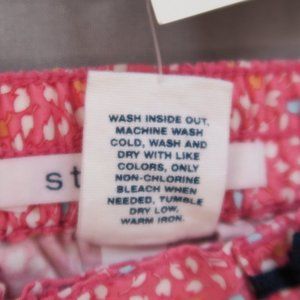 WASH INSIDE OUT,
MACHINE WASH
COLD, WASH AND
DRY WITH LIKE
COLORS, ONLY
NON-CHLORINE
BLEACH WHEN
NEEDED, TUMBLE
DRY LOW,
WARM IRON.
st